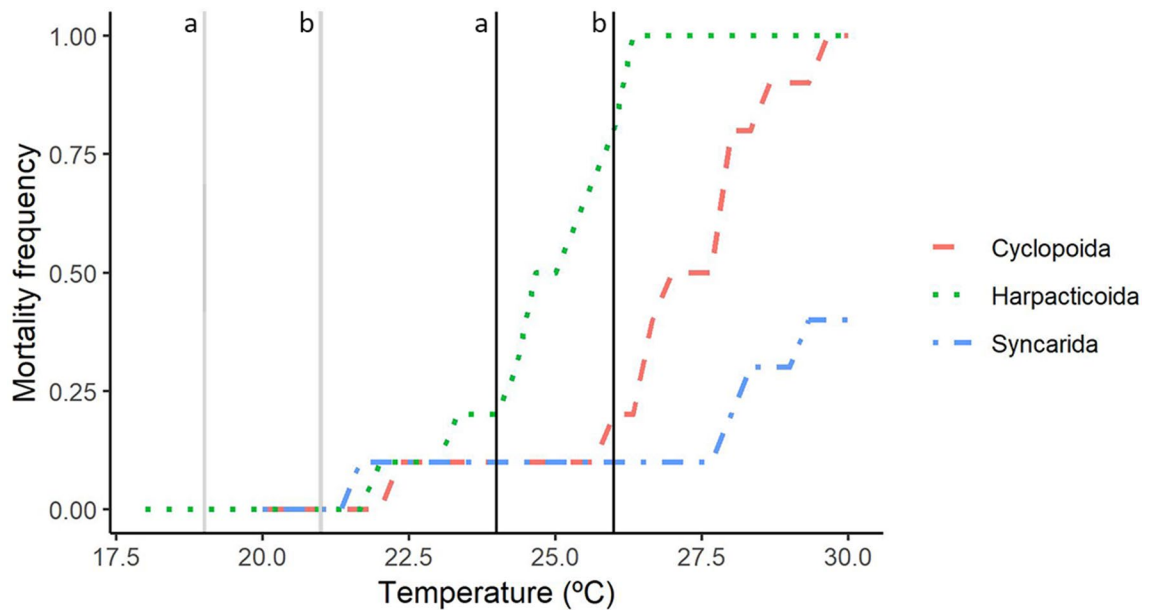 a b a b
1.00
0.75
0.50
0.25
0.00
Mortality frequency
17.5 20.0 22.5 25.0 27.5 30.0
Temperature (ºC)
Cyclopoida
Harpacticoida
Syncarida